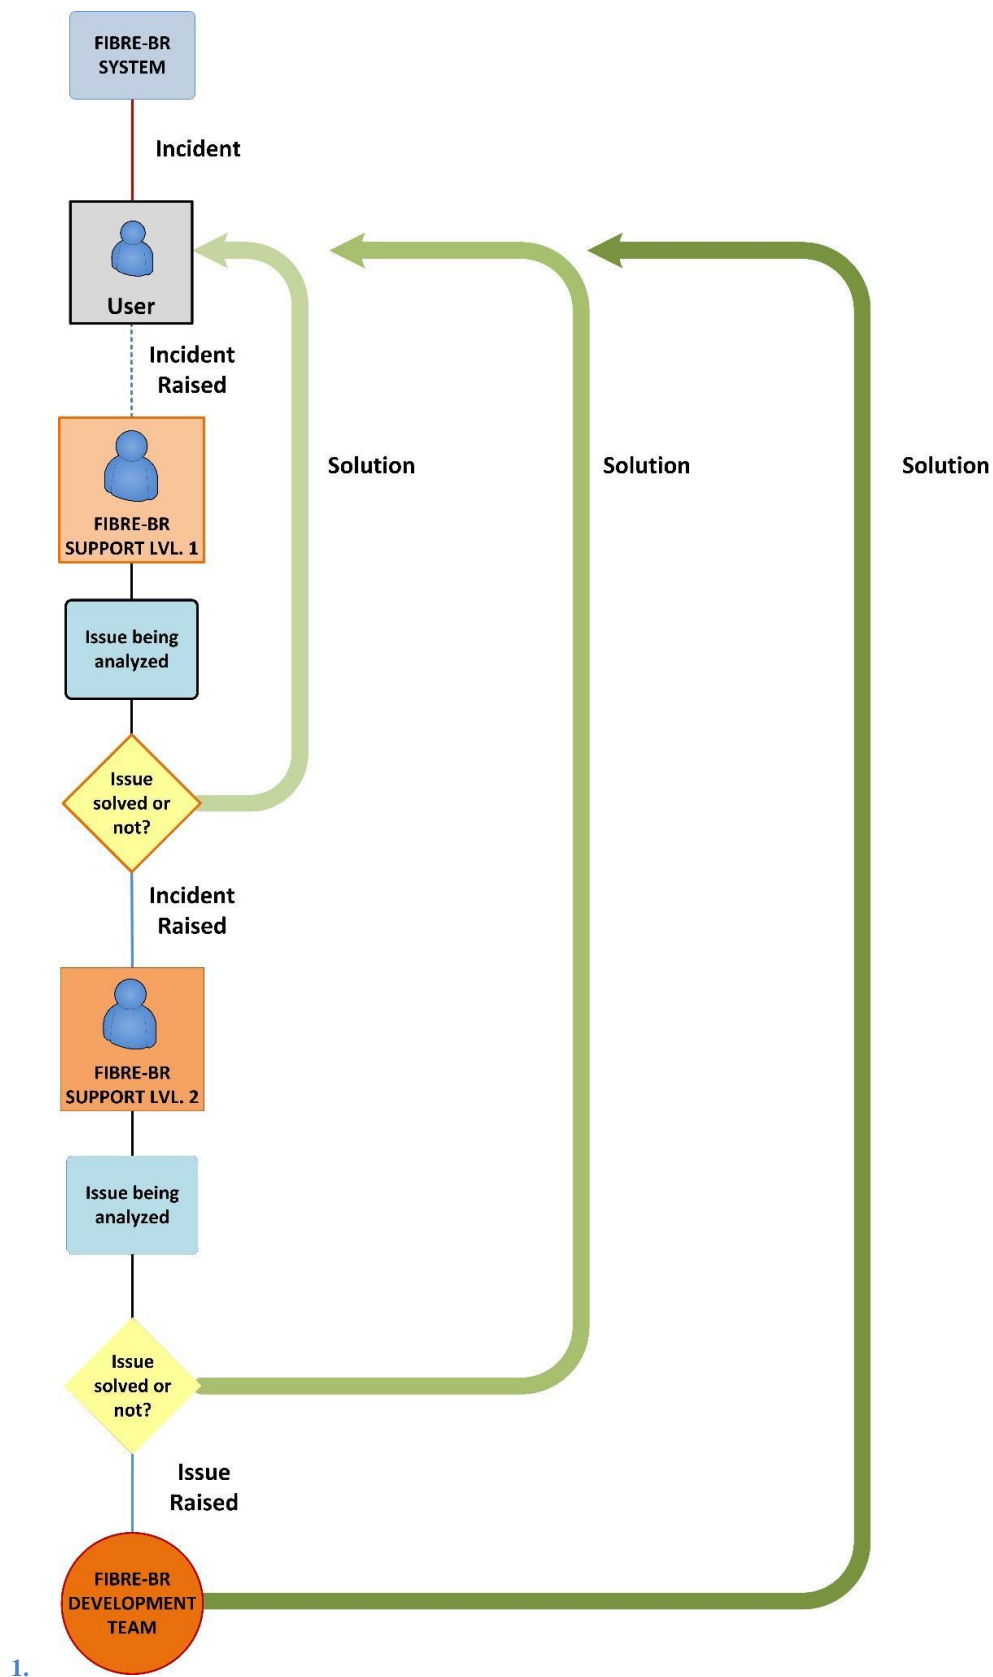 FIBRE-BR
SYSTEM
Incident
User
Incident
Raised
FIBRE-BR
SUPPORT LVL. 1
Solution
Solution
Solution
Issue being
analyzed
Issue
solved or
not?
Incident
Raised
FIBRE-BR
SUPPORT LVL. 2
Issue being
analyzed
Issue
solved or
not?
Issue
Raised
FIBRE-BR
DEVELOPMENT
TEAM
1.